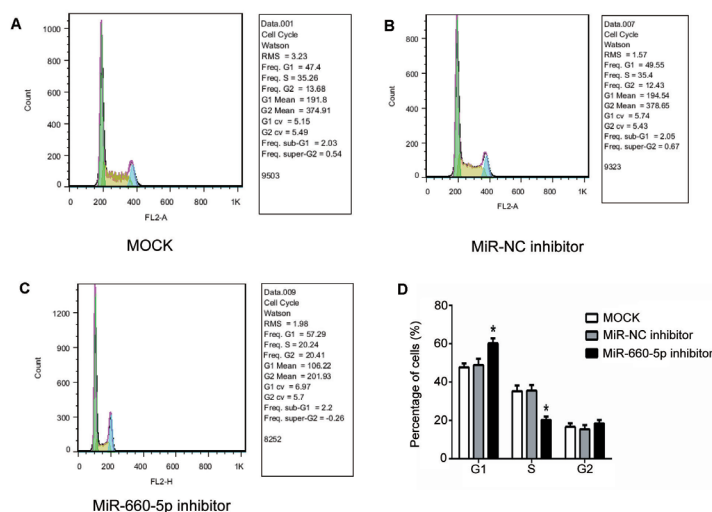 A
1000
800
600
400
200
0
Count
0 200 400 600 800 1K
FL2-A
Data.001
Cell Cycle
Watson
RMS = 3.23
Freq. G1 = 47.4
Freq. S = 35.26
Freq. G2 = 13.68
G1 Mean = 191.8
G2 Mean = 374.91
G1 cv = 5.15
G2 cv = 5.49
Freq. sub-G1 = 2.03
Freq. super-G2 = 0.54
9503
MOCK
B
800
600
400
200
0
Count
0 200 400 600 800 1K
FL2-A
Data.007
Cell Cycle
Watson
RMS = 1.57
Freq. G1 = 49.55
Freq. S = 35.4
Freq. G2 = 12.43
G1 Mean = 194.54
G2 Mean = 378.65
G1 cv = 5.74
G2 cv = 5.43
Freq. sub-G1 = 2.05
Freq. super-G2 = 0.67
9323
MiR-NC inhibitor
C
1200
900
600
300
0
Count
0 200 400 600 800 1K
FL2-H
Data.009
Cell Cycle
Watson
RMS = 1.98
Freq. G1 = 57.29
Freq. S = 20.24
Freq. G2 = 20.41
G1 Mean = 106.22
G2 Mean = 201.93
G1 cv = 6.97
G2 cv = 5.7
Freq. sub-G1 = 2.2
Freq. super-G2 = -0.26
8252
MiR-660-5p inhibitor
D
80
60
40
20
0
Percentage of cells (%)
*
*
G1 S G2
MOCK
MiR-NC inhibitor
MiR-660-5p inhibitor